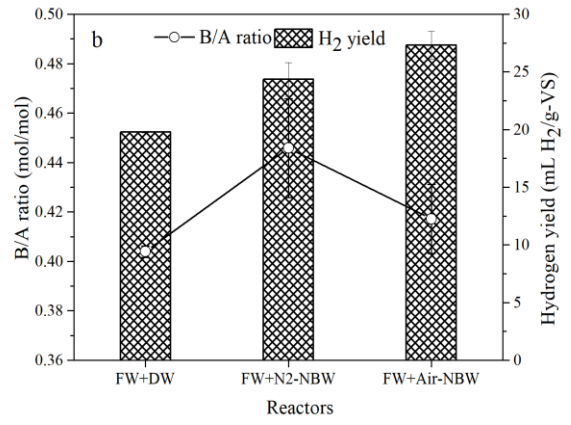 b
B/A ratio H2 yield
B/A ratio (mol/mol)
0.50
0.48
0.46
0.44
0.42
0.40
0.38
0.36
Hydrogen yield (mL H2/g-VS)
30
25
20
15
10
5
0
FW+DW FW+N2-NBW FW+Air-NBW
Reactors